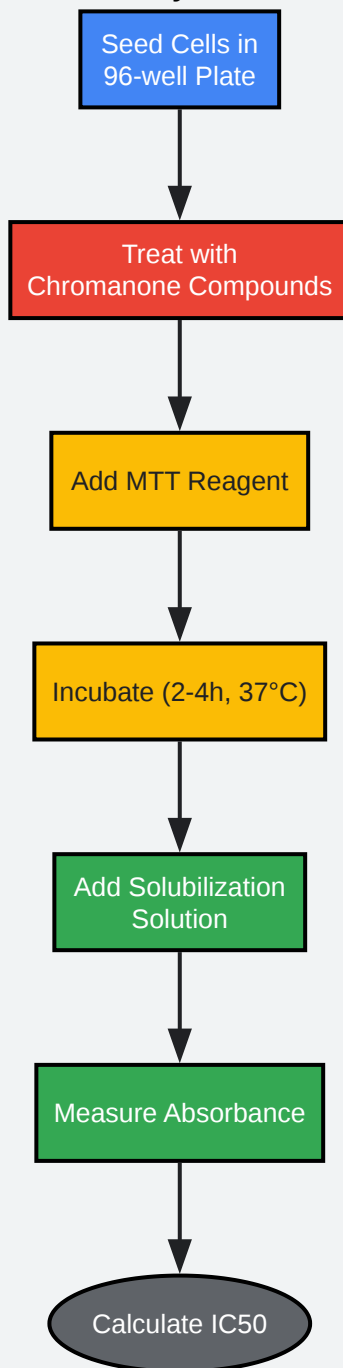 Seed Cells in
96-well Plate
Treat with
Chromanone Compounds
Add MTT Reagent
Incubate (2-4h, 37°C)
Add Solubilization
Solution
Measure Absorbance
Calculate IC50